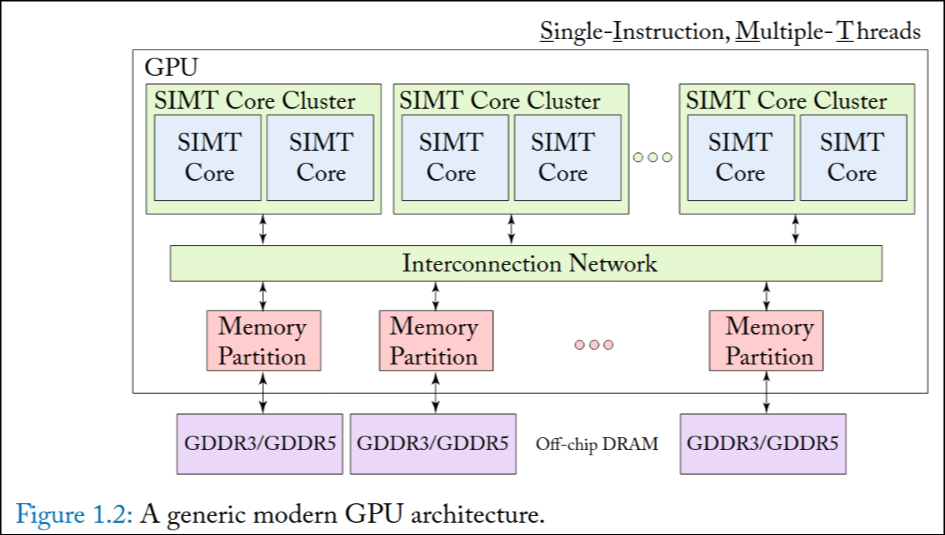 Single-Instruction, Multiple-Threads
GPU
SIMT Core Cluster
SIMT
Core
SIMT
Core
SIMT Core Cluster
SIMT
Core
SIMT
Core
SIMT Core Cluster
SIMT
Core
SIMT
Core
Interconnection Network
Memory
Partition
Memory
Partition
Memory
Partition
GDDR3/GDDR5
GDDR3/GDDR5
Off-chip DRAM
GDDR3/GDDR5
Figure 1.2: A generic modern GPU architecture.